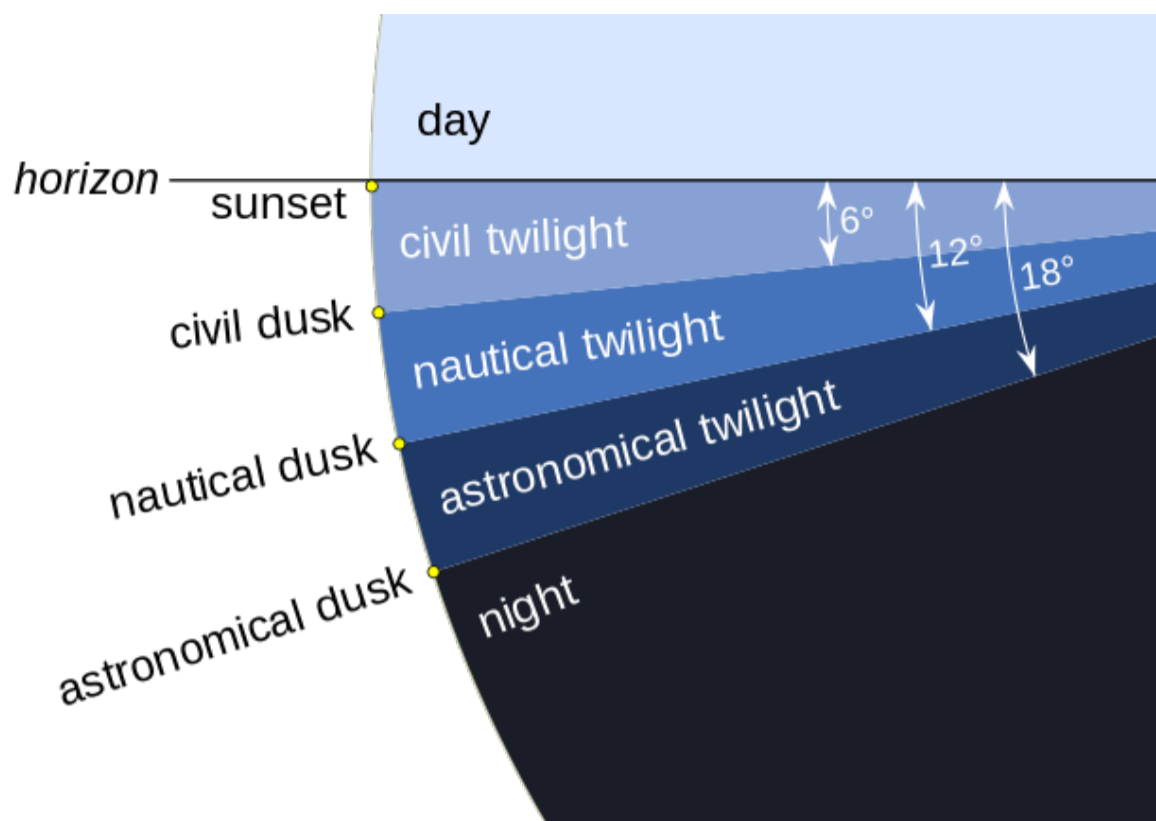 day
horizon
sunset
civil twilight
6°
12°
18°
civil dusk
nautical twilight
nautical dusk
astronomical twilight
astronomical dusk
night